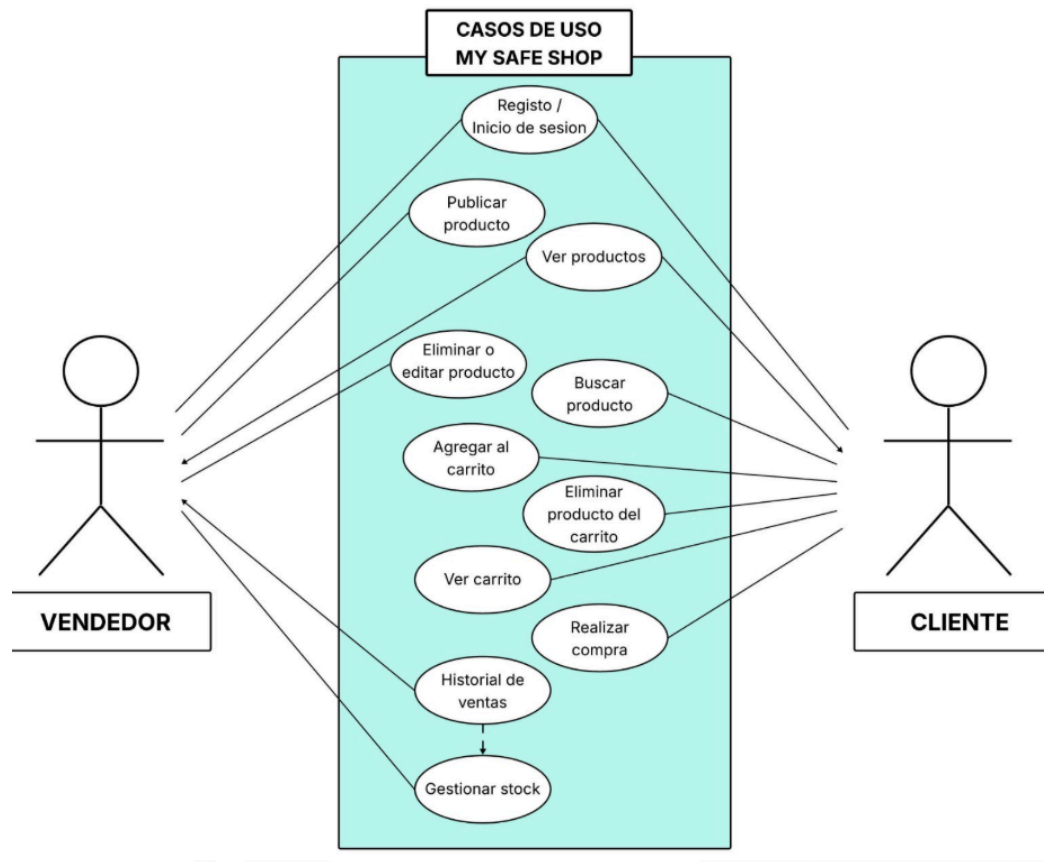 CASOS DE USO
MY SAFE SHOP
Registo /
Inicio de sesion
Publicar
producto
Ver productos
Eliminar o
editar producto
Buscar
producto
Agregar al
carrito
Eliminar
producto del
carrito
Ver carrito
VENDEDOR
CLIENTE
Realizar
compra
Historial de
ventas
Gestionar stock